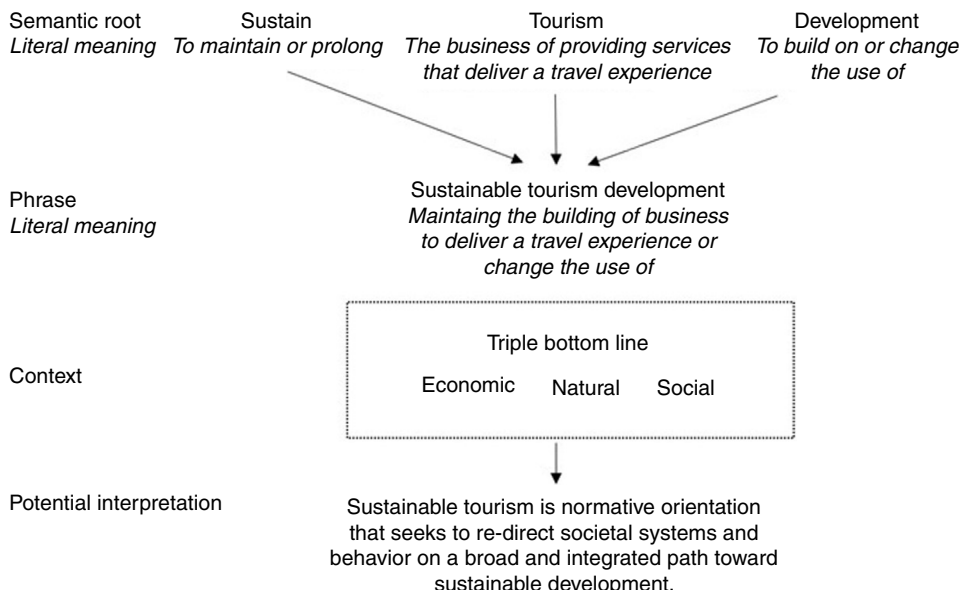 Semantic root Sustain Tourism Development
Literal meaning To maintain or prolong The business of providing services To build on or change
that deliver a travel experience the use of
Phrase Sustainable tourism development
Literal meaning Maintaing the building of business
to deliver a travel experience or
change the use of
Triple bottom line
Context Economic Natural Social
Potential interpretation Sustainable tourism is normative orientation
that seeks to re-direct societal systems and
behavior on a broad and integrated path toward
sustainable development.